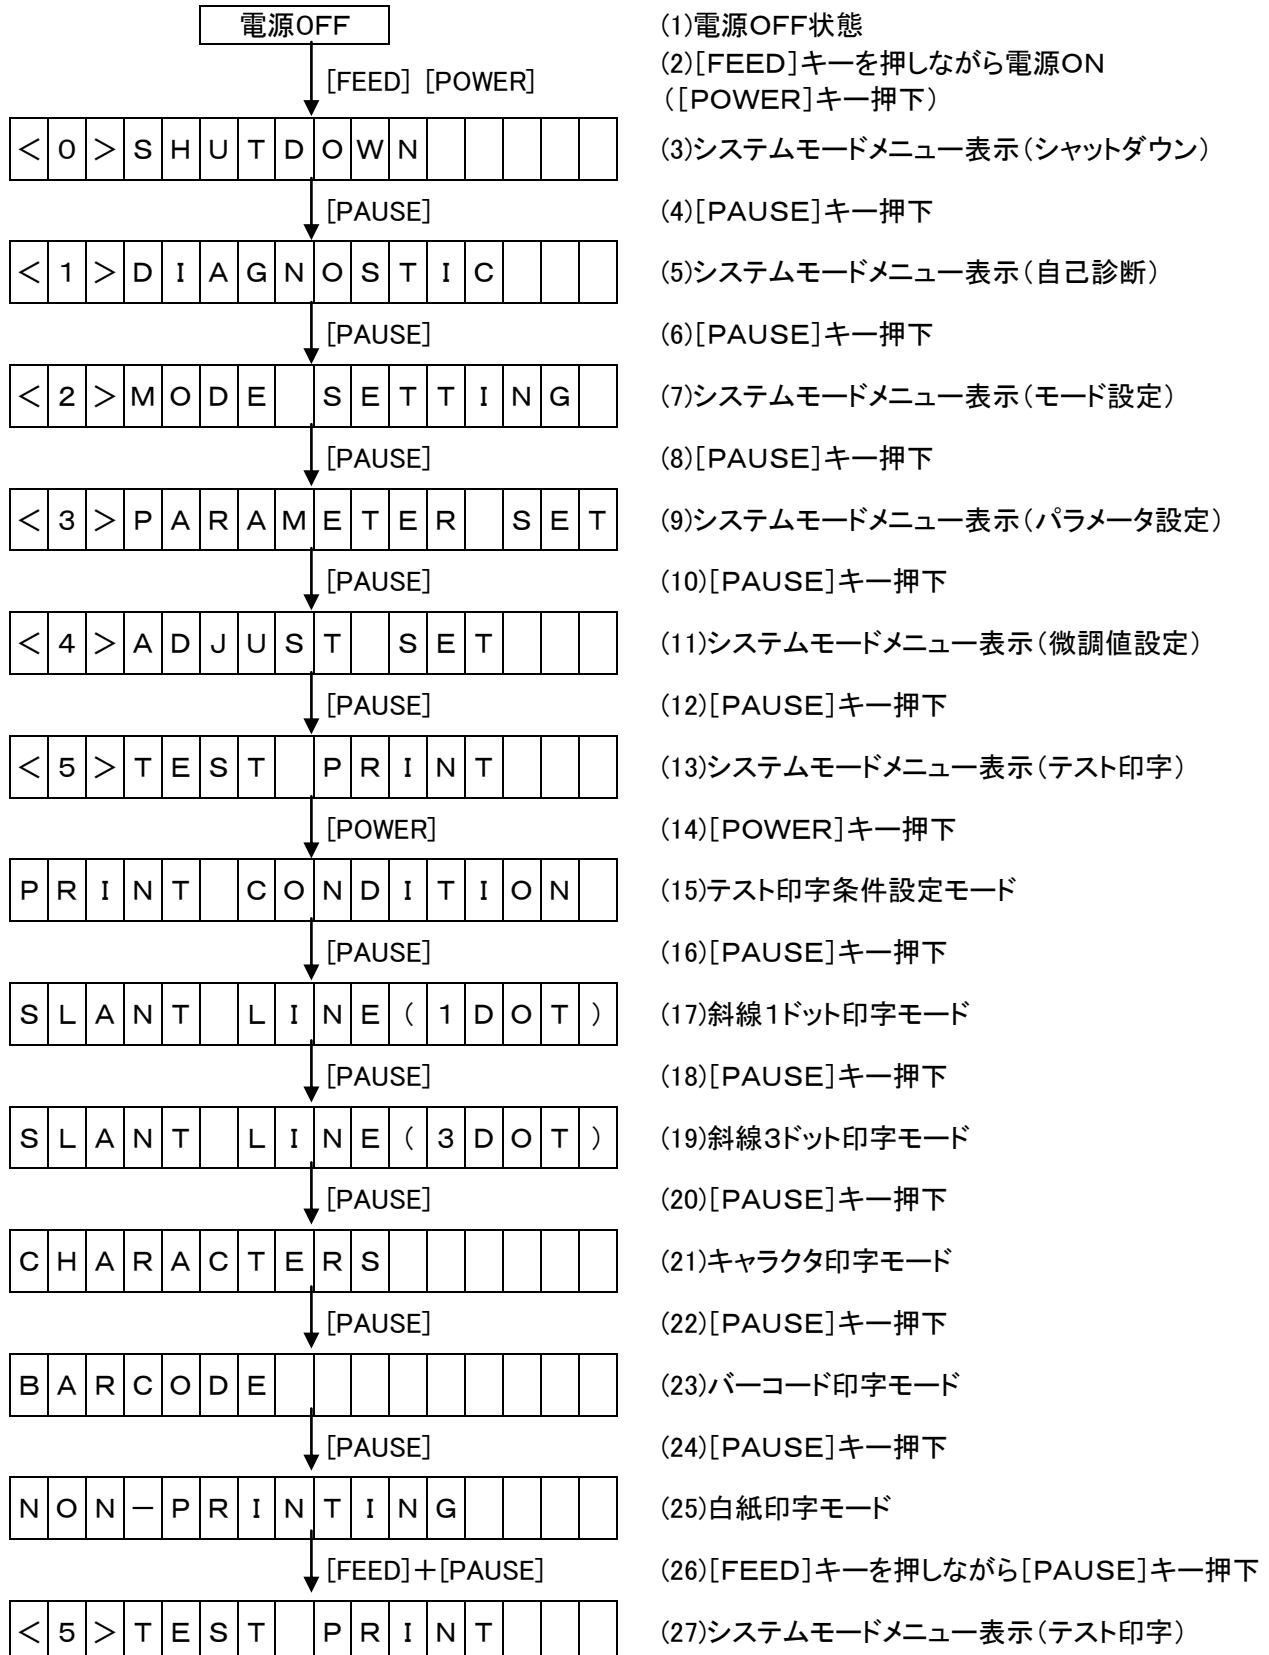 電源OFF (1)電源OFF状態
[FEED] [POWER] (2)[FEED]キーを押しながら電源ON
([POWER]キー押下)
<0>SHUTDOWN (3)システムモードメニュー表示(シャットダウン)
[PAUSE] (4)[PAUSE]キー押下
<1>DIAGNOSTIC (5)システムモードメニュー表示(自己診断)
[PAUSE] (6)[PAUSE]キー押下
<2>MODE SETTING (7)システムモードメニュー表示(モード設定)
[PAUSE] (8)[PAUSE]キー押下
<3>PARAMETER SET (9)システムモードメニュー表示(パラメータ設定)
[PAUSE] (10)[PAUSE]キー押下
<4>ADJUST SET (11)システムモードメニュー表示(微調値設定)
[PAUSE] (12)[PAUSE]キー押下
<5>TEST PRINT (13)システムモードメニュー表示(テスト印字)
[POWER] (14)[POWER]キー押下
PRINT CONDITION (15)テスト印字条件設定モード
[PAUSE] (16)[PAUSE]キー押下
SLANT LINE(1DOT) (17)斜線1ドット印字モード
[PAUSE] (18)[PAUSE]キー押下
SLANT LINE(3DOT) (19)斜線3ドット印字モード
[PAUSE] (20)[PAUSE]キー押下
CHARACTERS (21)キャラクタ印字モード
[PAUSE] (22)[PAUSE]キー押下
BARCODE (23)バーコード印字モード
[PAUSE] (24)[PAUSE]キー押下
NON-PRINTING (25)白紙印字モード
[FEED]+[PAUSE] (26)[FEED]キーを押しながら[PAUSE]キー押下
<5>TEST PRINT (27)システムモードメニュー表示(テスト印字)